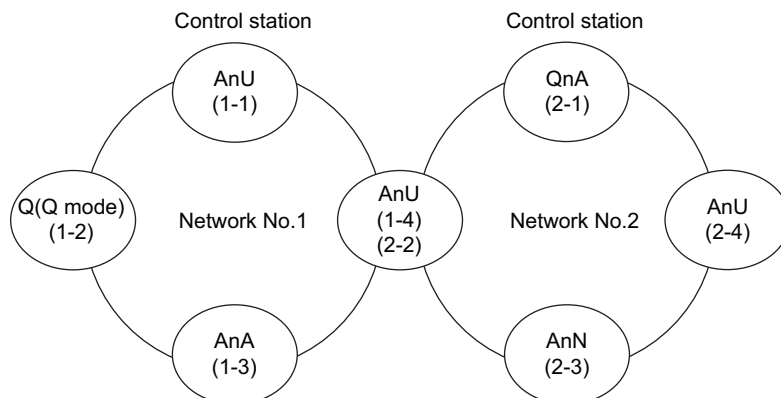 Control station
Control station
AnU
(1-1)
QnA
(2-1)
Q(Q mode)
(1-2)
Network No.1
AnU
(1-4)
(2-2)
Network No.2
AnU
(2-4)
AnA
(1-3)
AnN
(2-3)